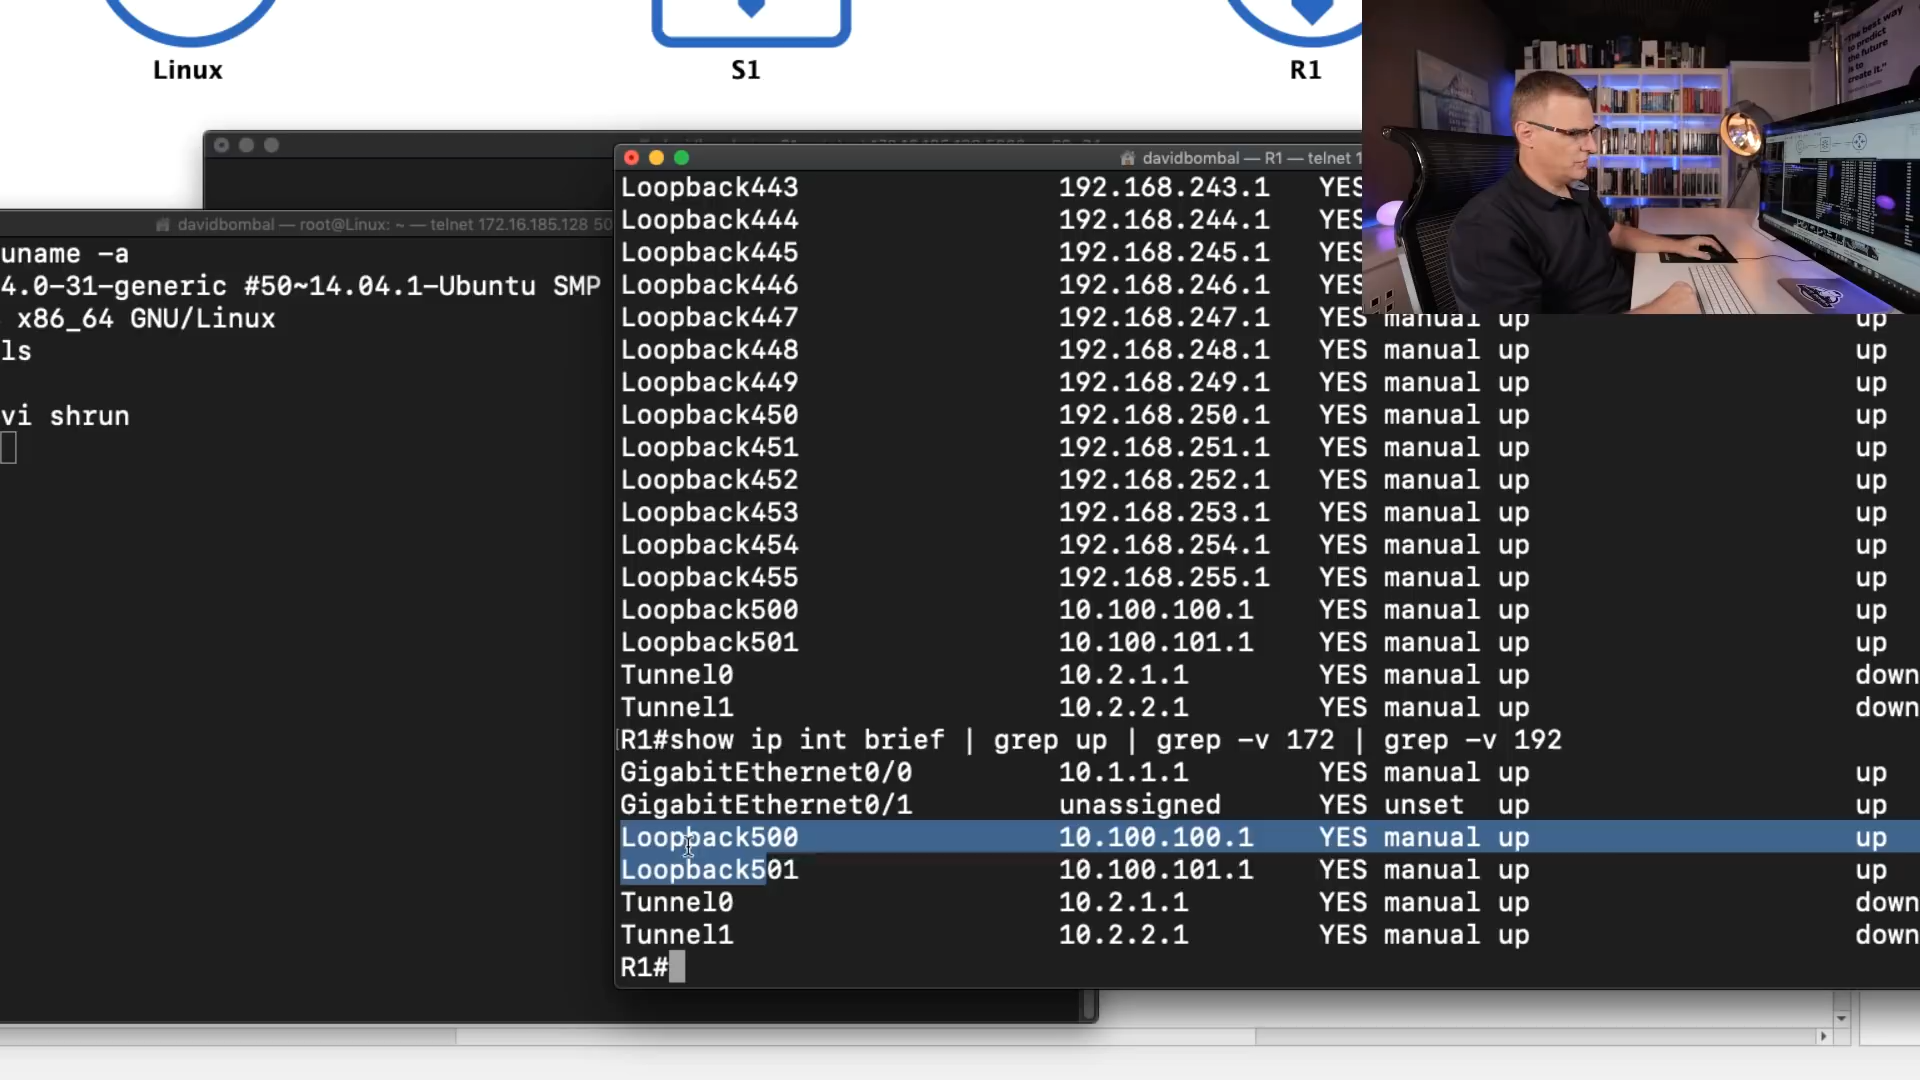 Linux
S1
R1
"The best way
to predict
the future
is to
create it."
davidbombal — R1 — telnet 1
davidbombal — root@Linux: ~ — telnet 172.16.185.128 50
uname -a
4.0-31-generic #50~14.04.1-Ubuntu SMP
x86_64 GNU/Linux
ls
vi shrun
Loopback443 192.168.243.1 YES
Loopback444 192.168.244.1 YES
Loopback445 192.168.245.1 YES
Loopback446 192.168.246.1 YES
Loopback447 192.168.247.1 YES manual up up
Loopback448 192.168.248.1 YES manual up up
Loopback449 192.168.249.1 YES manual up up
Loopback450 192.168.250.1 YES manual up up
Loopback451 192.168.251.1 YES manual up up
Loopback452 192.168.252.1 YES manual up up
Loopback453 192.168.253.1 YES manual up up
Loopback454 192.168.254.1 YES manual up up
Loopback455 192.168.255.1 YES manual up up
Loopback500 10.100.100.1 YES manual up up
Loopback501 10.100.101.1 YES manual up up
Tunnel0 10.2.1.1 YES manual up down
Tunnel1 10.2.2.1 YES manual up down
R1#show ip int brief | grep up | grep -v 172 | grep -v 192
GigabitEthernet0/0 10.1.1.1 YES manual up up
GigabitEthernet0/1 unassigned YES unset up up
Loopback500 10.100.100.1 YES manual up up
Loopback501 10.100.101.1 YES manual up up
Tunnel0 10.2.1.1 YES manual up down
Tunnel1 10.2.2.1 YES manual up down
R1#